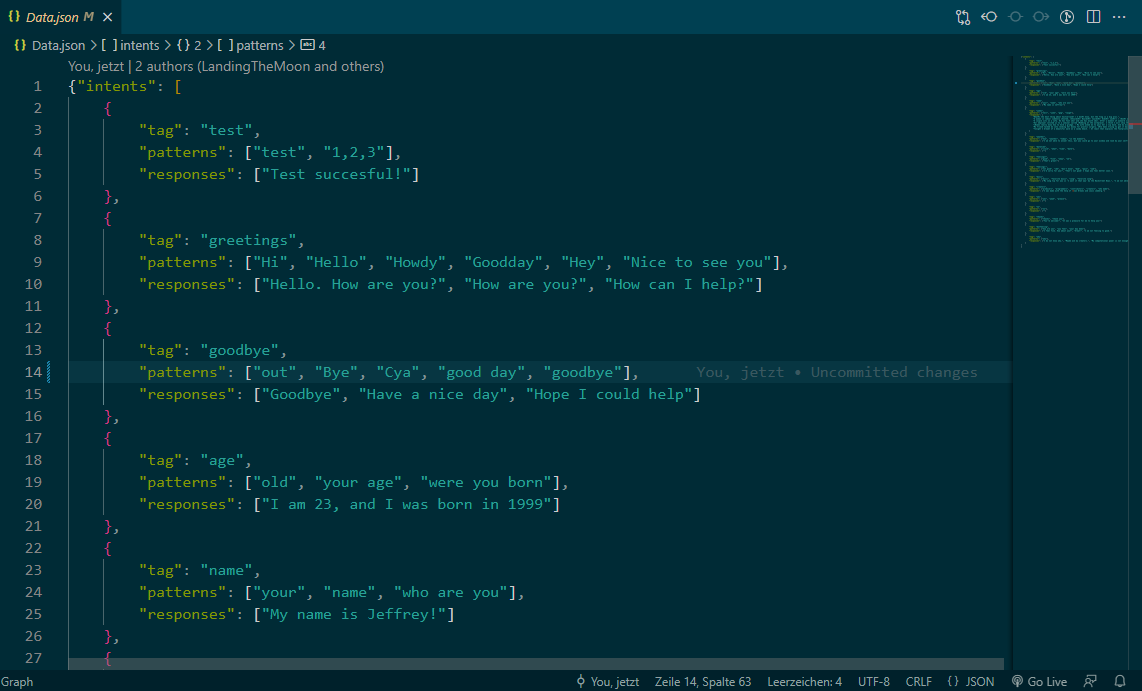 {} Data.json M
{} Data.json > [ ] intents > {} 2 > [ ] patterns > abc 4
You, jetzt | 2 authors (LandingTheMoon and others)
1 {"intents": [
2 {
3 "tag": "test",
4 "patterns": ["test", "1,2,3"],
5 "responses": ["Test succesful!"]
6 },
7 {
8 "tag": "greetings",
9 "patterns": ["Hi", "Hello", "Howdy", "Goodday", "Hey", "Nice to see you"],
10 "responses": ["Hello. How are you?", "How are you?", "How can I help?"]
11 },
12 {
13 "tag": "goodbye",
14 "patterns": ["out", "Bye", "Cya", "good day", "goodbye"], You, jetzt • Uncommitted changes
15 "responses": ["Goodbye", "Have a nice day", "Hope I could help"]
16 },
17 {
18 "tag": "age",
19 "patterns": ["old", "your age", "were you born"],
20 "responses": ["I am 23, and I was born in 1999"]
21 },
22 {
23 "tag": "name",
24 "patterns": ["your", "name", "who are you"],
25 "responses": ["My name is Jeffrey!"]
26 },
27 {
Graph You, jetzt Zeile 14, Spalte 63 Leerzeichen: 4 UTF-8 CRLF {} JSON Go Live